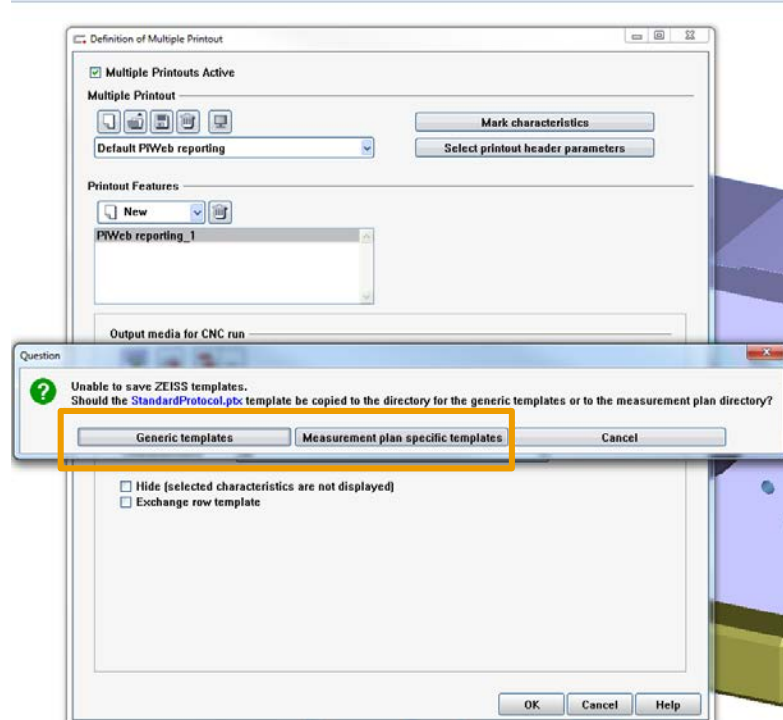 Definition of Multiple Printout
Multiple Printouts Active
Multiple Printout
Mark characteristics
Default PiWeb reporting
Select printout header parameters
Printout Features
New
PiWeb reporting_1
Output media for CNC run
Question
Unable to save ZEISS templates.
Should the StandardProtocol.ptx template be copied to the directory for the generic templates or to the measurement plan directory?
Generic templates
Measurement plan specific templates
Cancel
Hide (selected characteristics are not displayed)
Exchange row template
OK
Cancel
Help